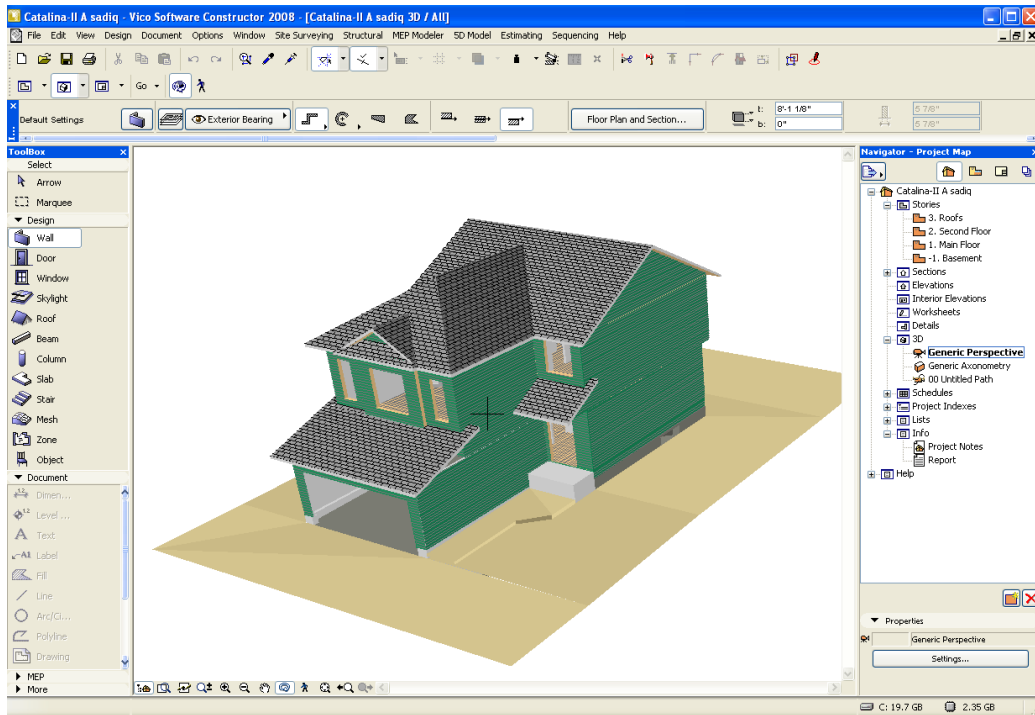 Catalina-II A sadiq - Vico Software Constructor 2008 - [Catalina-II A sadiq 3D / All]
File Edit View Design Document Options Window Site Surveying Structural MEP Modeler 5D Model Estimating Sequencing Help
Go
Default Settings
Exterior Bearing
Floor Plan and Section...
t: 8'-1 1/8"
b: 0"
5 7/8"
5 7/8"
ToolBox
Select
Arrow
Marquee
Design
Wall
Door
Window
Skylight
Roof
Beam
Column
Slab
Stair
Mesh
Zone
Object
Document
Dimen...
Level ...
Text
A1 Label
Fill
Line
Arc/Ci...
Polyline
Drawing
MEP
More
Navigator - Project Map
Catalina-II A sadiq
Stories
3. Roofs
2. Second Floor
1. Main Floor
-1. Basement
Sections
Elevations
Interior Elevations
Worksheets
Details
3D
Generic Perspective
Generic Axonometry
00 Untitled Path
Schedules
Project Indexes
Lists
Info
Project Notes
Report
Help
Properties
Generic Perspective
Settings...
C: 19.7 GB
2.35 GB